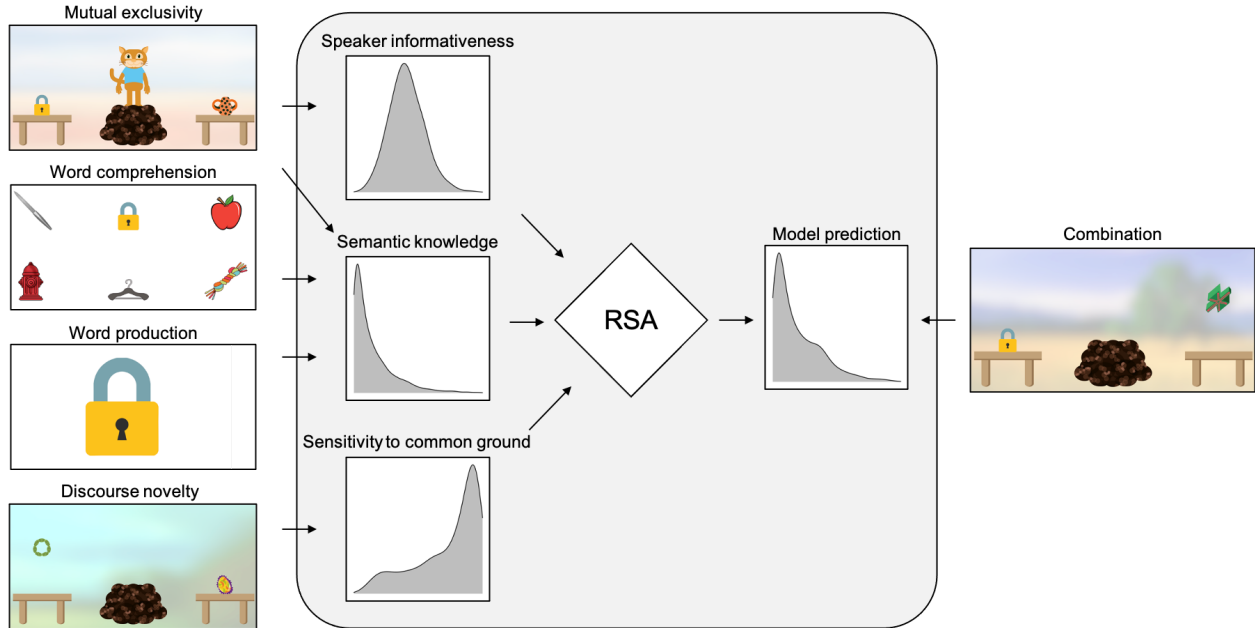 Mutual exclusivity
Speaker informativeness
Word comprehension
Semantic knowledge
Word production
Sensitivity to common ground
Discourse novelty
RSA
Model prediction
Combination